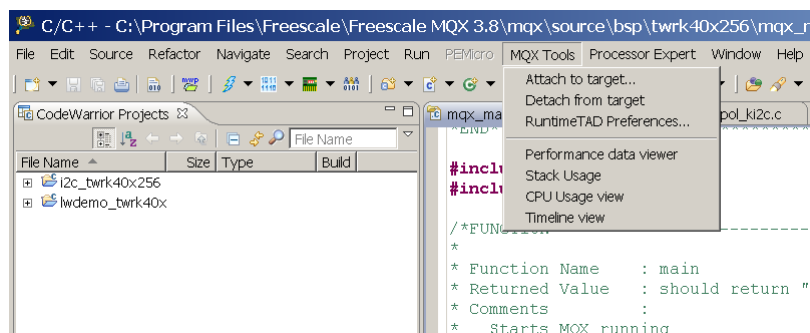 C/C++ - C:\Program Files\Freescale\Freescale MQX 3.8\mqx\source\bsp\twrk40x256\mqx_
File Edit Source Refactor Navigate Search Project Run PEMicro MQX Tools Processor Expert Window Help
Attach to target...
Detach from target
RuntimeTAD Preferences...
Performance data viewer
Stack Usage
CPU Usage view
Timeline view
CodeWarrior Projects
File Name
File Name Size Type Build
i2c_twrk40x256
lwdemo_twrk40x
mqx_ma
pol_ki2c.c
*END*
#inclu
#inclu
/*FUNCTION
*
* Function Name : main
* Returned Value : should return "
* Comments :
* Starts MQX running